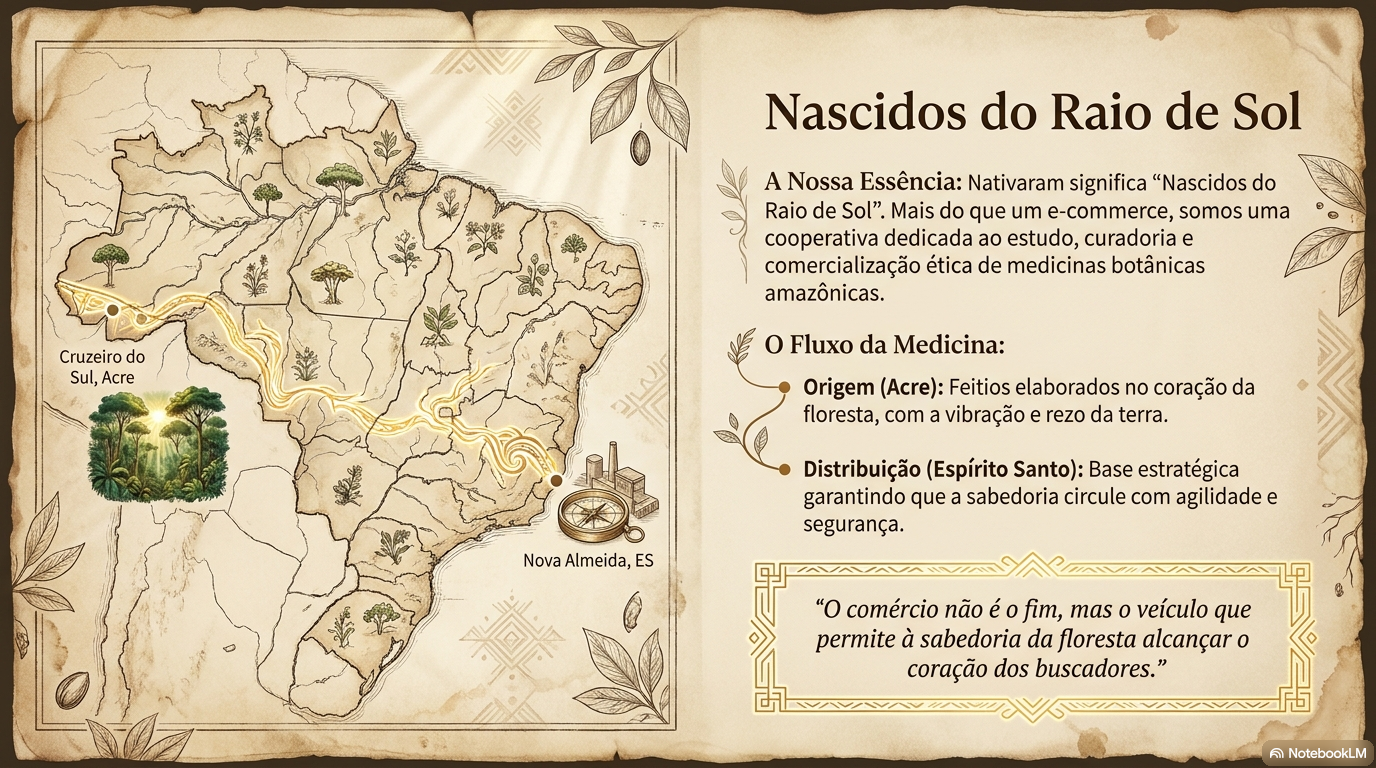 Cruzeiro do
Sul, Acre
Nova Almeida, ES
Nascidos do Raio de Sol
A Nossa Essência: Nativaram significa “Nascidos do
Raio de Sol”. Mais do que um e-commerce, somos uma
cooperativa dedicada ao estudo, curadoria e
comercialização ética de medicinas botânicas
amazônicas.
O Fluxo da Medicina:
Origem (Acre): Feitios elaborados no coração da
floresta, com a vibração e rezo da terra.
Distribuição (Espírito Santo): Base estratégica
garantindo que a sabedoria circule com agilidade e
segurança.
“O comércio não é o fim, mas o veículo que
permite à sabedoria da floresta alcançar o
coração dos buscadores.”
NotebookLM